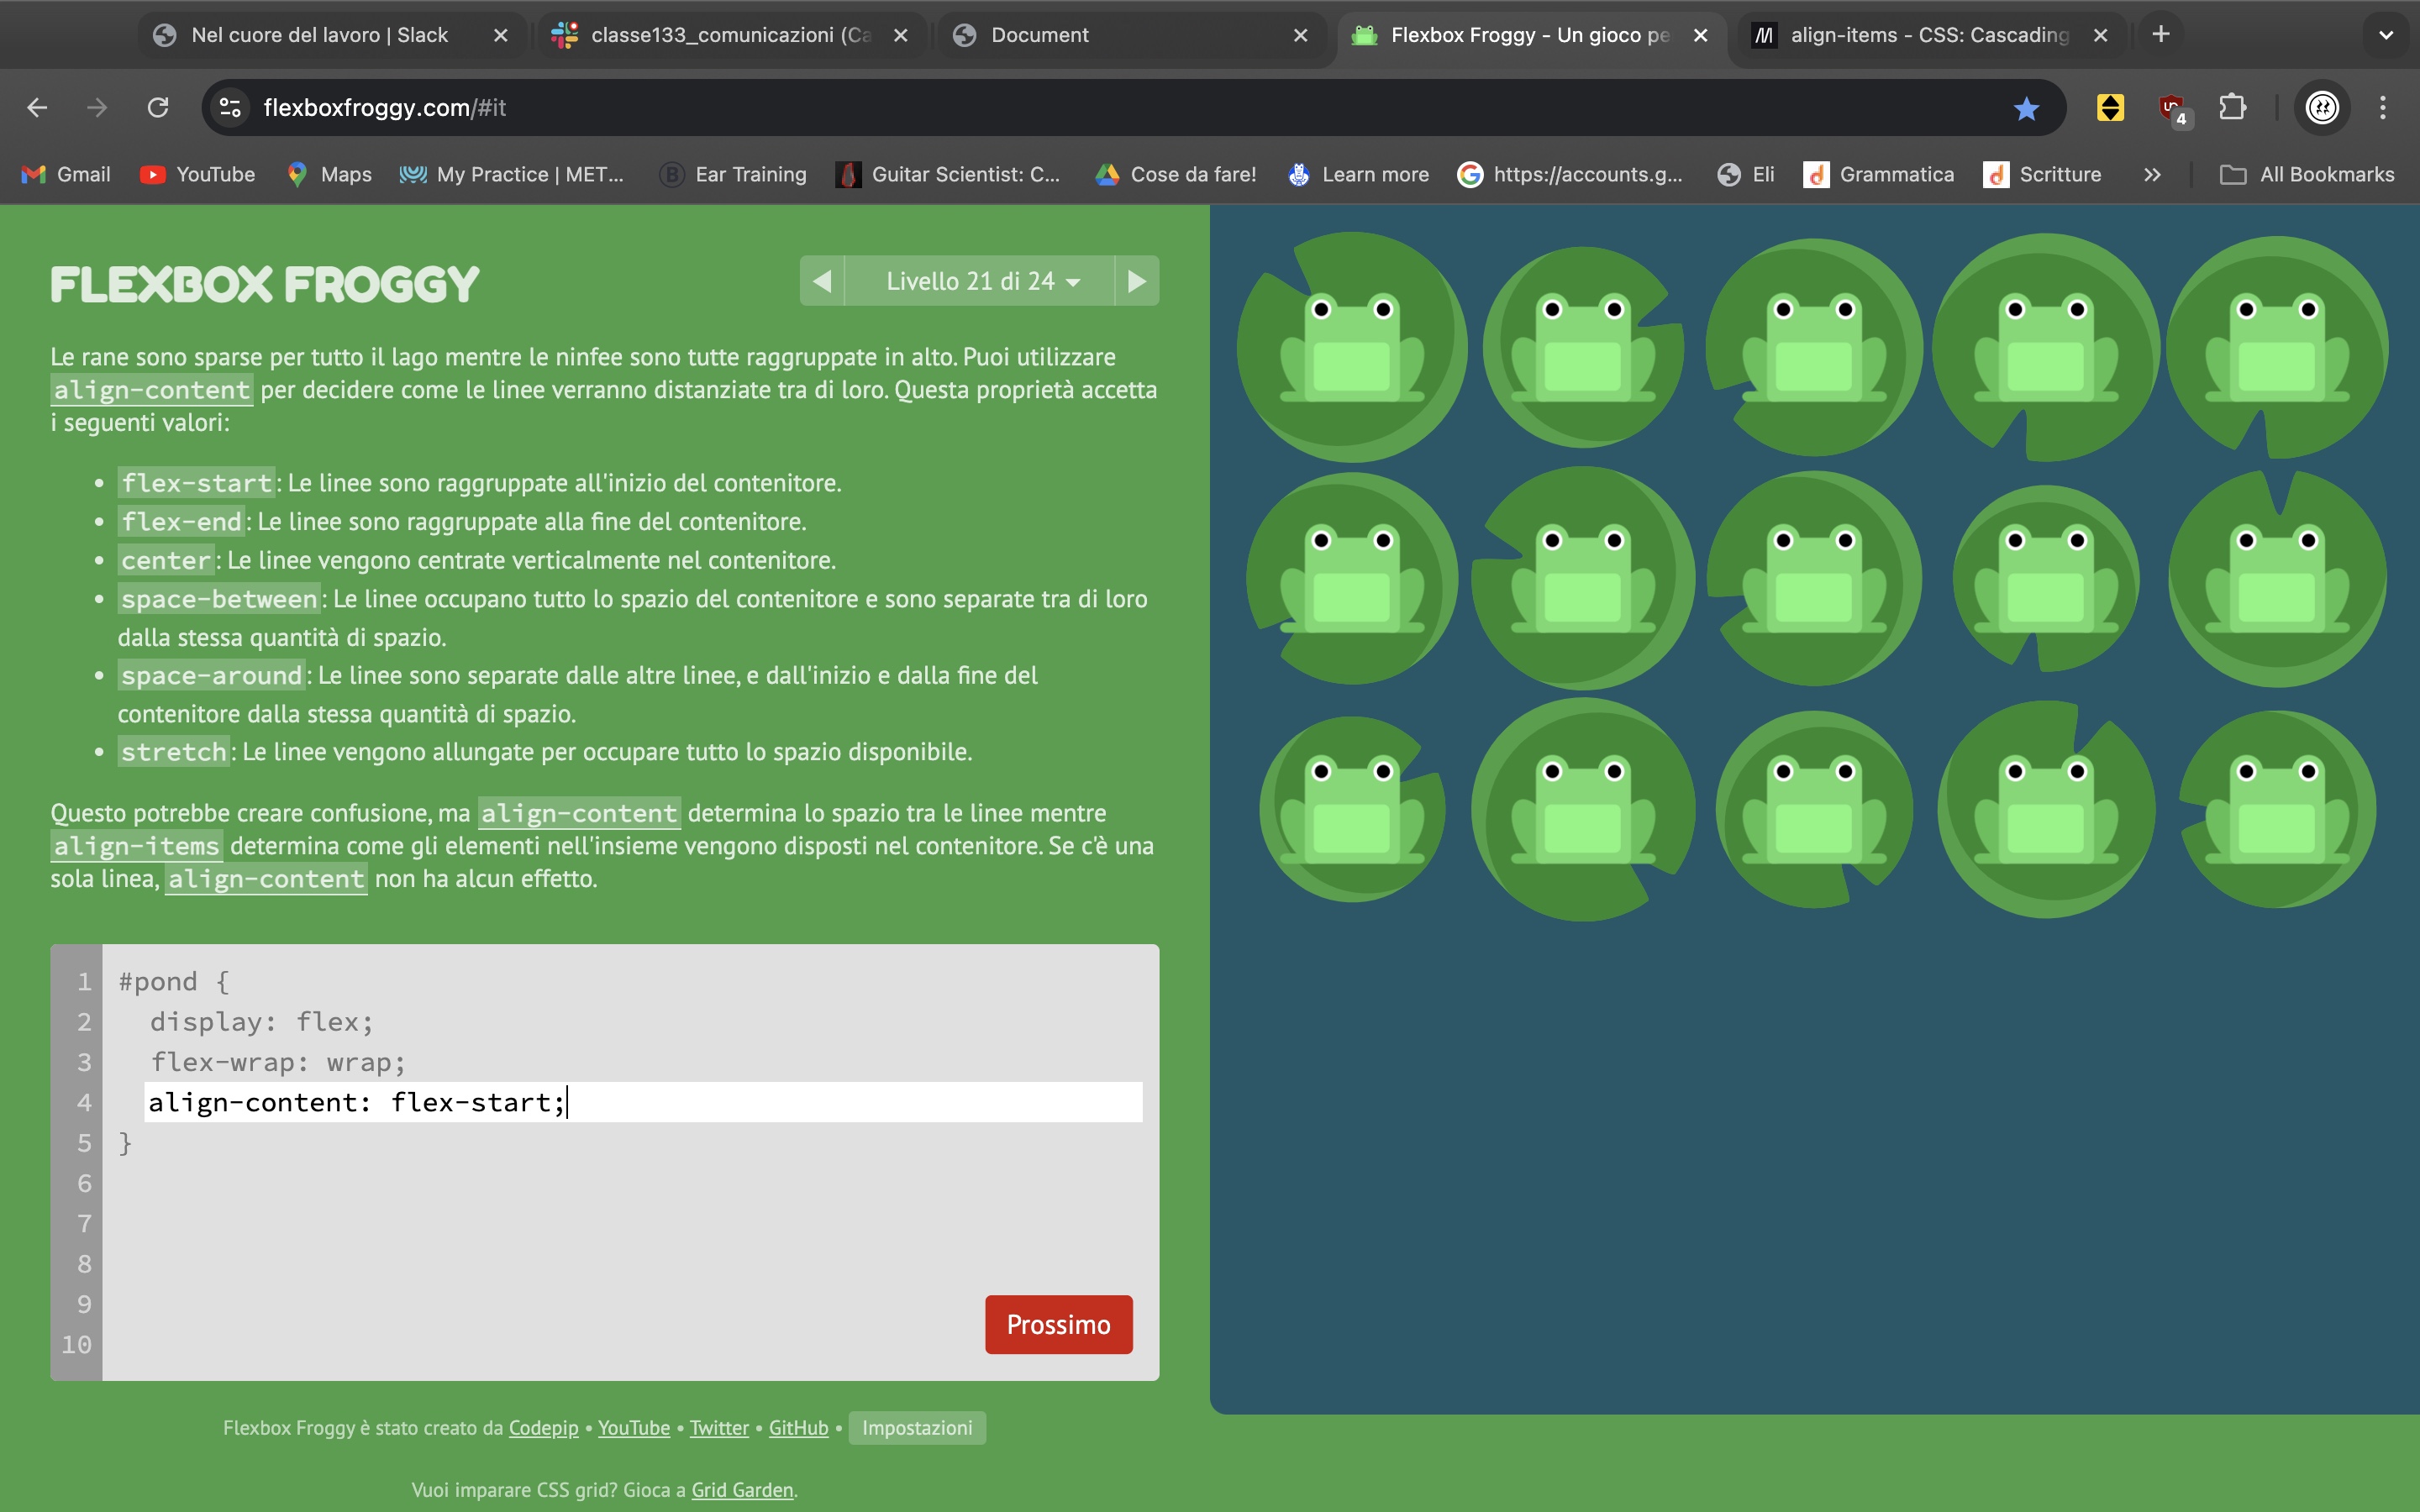 Nel cuore del lavoro | Slack
classe133_comunicazioni (Ca
Document
Flexbox Froggy - Un gioco pe
align-items - CSS: Cascading
flexboxfroggy.com/#it
4
Gmail
YouTube
Maps
My Practice | MET...
Ear Training
Guitar Scientist: C...
Cose da fare!
Learn more
https://accounts.g...
Eli
Grammatica
Scritture
All Bookmarks
FLEXBOX FROGGY
Livello 21 di 24
Le rane sono sparse per tutto il lago mentre le ninfee sono tutte raggruppate in alto. Puoi utilizzare
align-content per decidere come le linee verranno distanziate tra di loro. Questa proprietà accetta
i seguenti valori:
• flex-start: Le linee sono raggruppate all'inizio del contenitore.
• flex-end: Le linee sono raggruppate alla fine del contenitore.
• center: Le linee vengono centrate verticalmente nel contenitore.
• space-between: Le linee occupano tutto lo spazio del contenitore e sono separate tra di loro
dalla stessa quantità di spazio.
• space-around: Le linee sono separate dalle altre linee, e dall'inizio e dalla fine del
contenitore dalla stessa quantità di spazio.
• stretch: Le linee vengono allungate per occupare tutto lo spazio disponibile.
Questo potrebbe creare confusione, ma align-content determina lo spazio tra le linee mentre
align-items determina come gli elementi nell'insieme vengono disposti nel contenitore. Se c'è una
sola linea, align-content non ha alcun effetto.
1 #pond {
2 display: flex;
3 flex-wrap: wrap;
4 align-content: flex-start;
5 }
6
7
8
9
10
Prossimo
Flexbox Froggy è stato creato da Codepip • YouTube • Twitter • GitHub • Impostazioni
Vuoi imparare CSS grid? Gioca a Grid Garden.